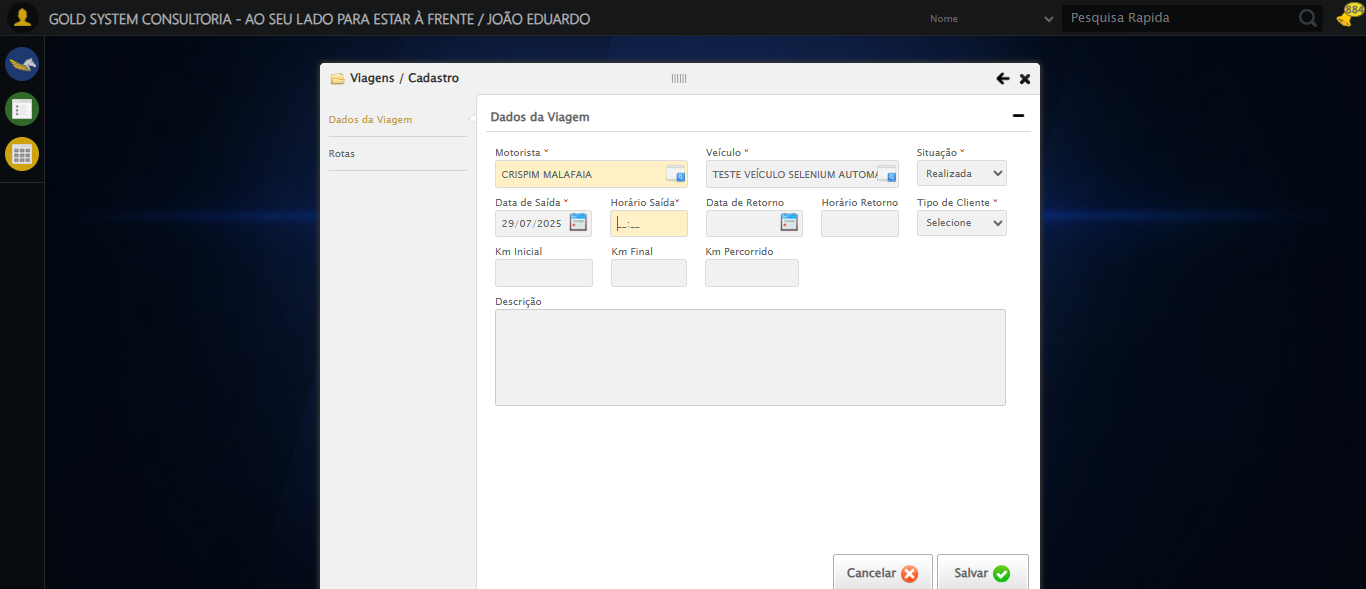 GOLD SYSTEM CONSULTORIA - AO SEU LADO PARA ESTAR À FRENTE / JOÃO EDUARDO
Nome
Pesquisa Rapida
884
Viagens / Cadastro
Dados da Viagem
Rotas
Dados da Viagem
Motorista *
Veículo *
Situação *
CRISPIM MALAFAIA
TESTE VEÍCULO SELENIUM AUTOMA
Realizada
Data de Saída *
Horário Saída*
Data de Retorno
Horário Retorno
Tipo de Cliente *
29/07/2025
__:__
Selecione
Km Inicial
Km Final
Km Percorrido
Descrição
Cancelar
Salvar